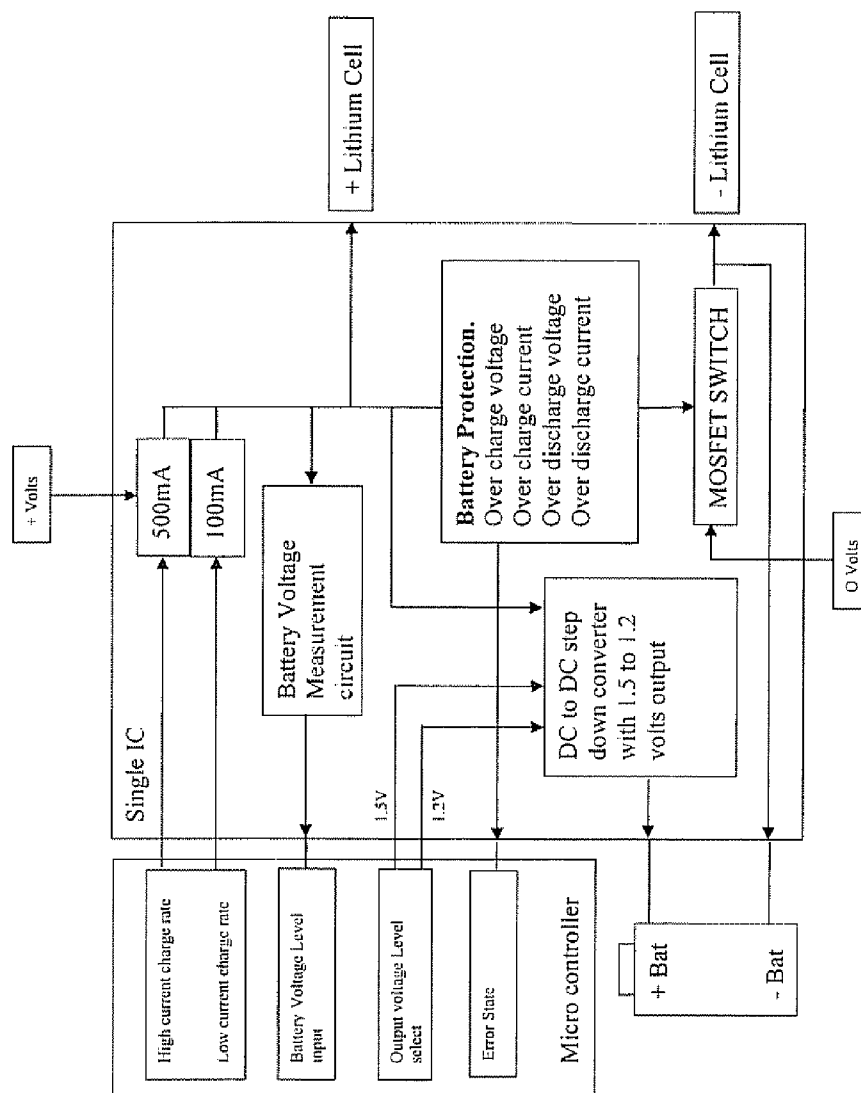 + Volts
Single IC
500mA
100mA
Battery Voltage
Measurement
circuit
+ Lithium Cell
- Lithium Cell
Battery Protection.
Over charge voltage
Over charge current
Over discharge voltage
Over discharge current
MOSFET SWITCH
O Volts
DC to DC step
down converter
with 1.5 to 1.2
volts output
1.5V
1.2V
High current charge rate
Low current charge rate
Battery Voltage Level
input
Output voltage Level
select
Error State
Micro controller
+ Bat
- Bat